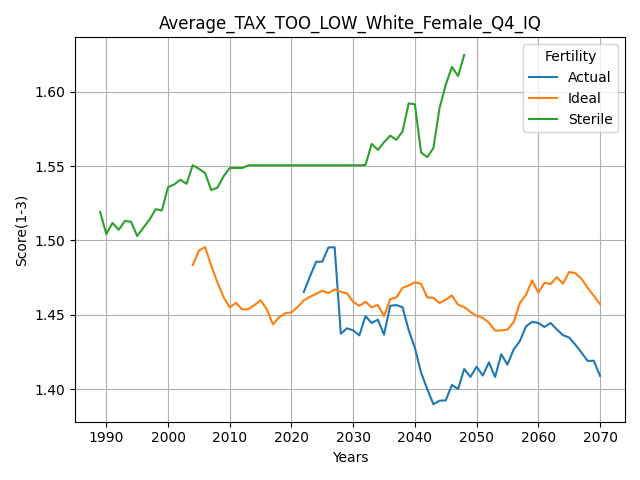 Average_TAX_TOO_LOW_White_Female_Q4_IQ
Score(1-3)
1.60
1.55
1.50
1.45
1.40
Fertility
Actual
Ideal
Sterile
1990 2000 2010 2020 2030 2040 2050 2060 2070
Years